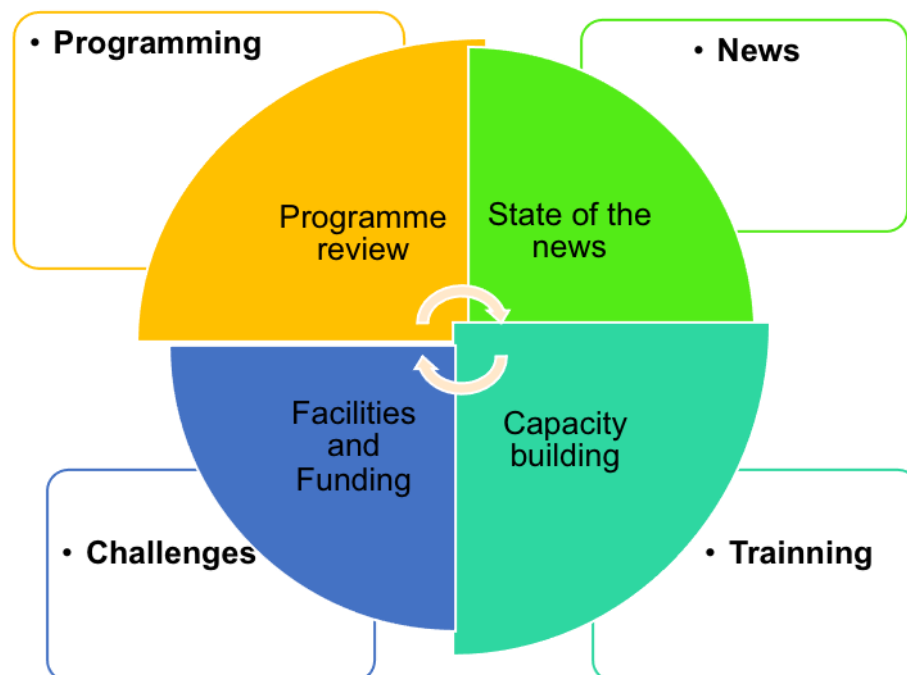 • Programming
• News
Programme
review
State of the
news
Facilities
and
Funding
Capacity
building
• Challenges
• Trainning